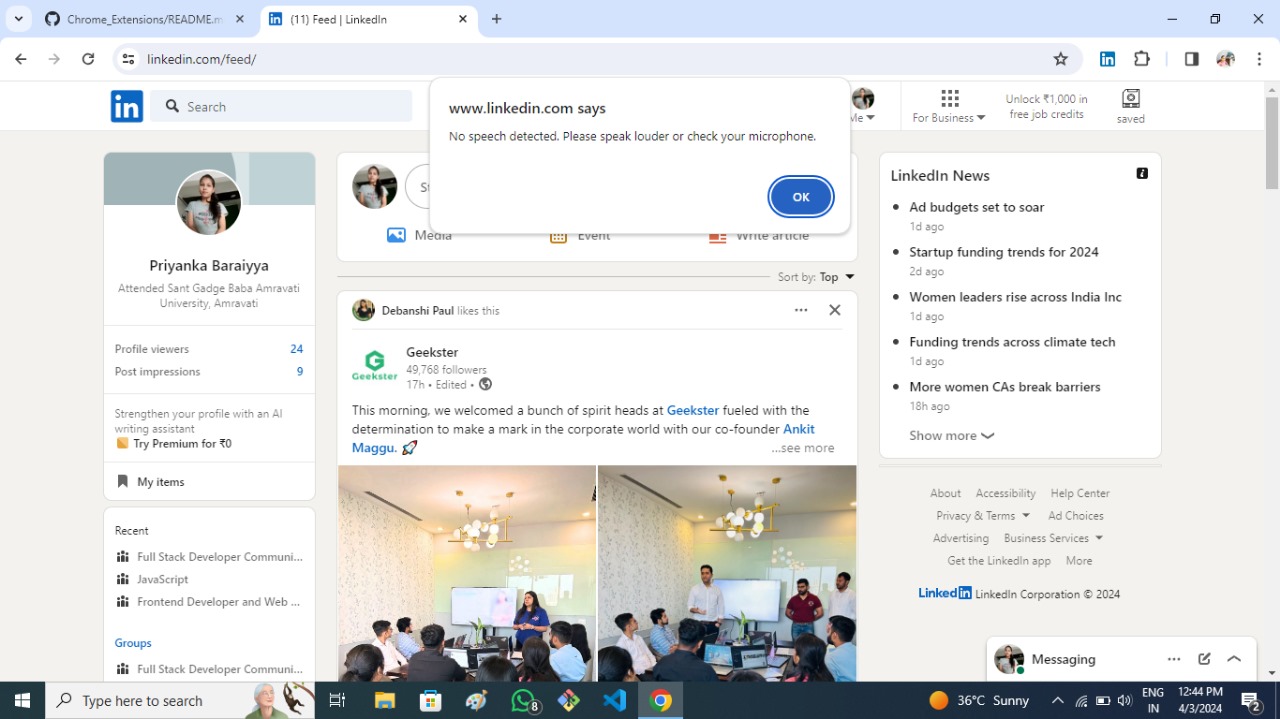 Chrome_Extensions/README.m
(11) Feed | LinkedIn
linkedin.com/feed/
in
Search
Me
For Business
Unlock ₹1,000 in
free job credits
saved
www.linkedin.com says
No speech detected. Please speak louder or check your microphone.
OK
Priyanka Baraiyya
Attended Sant Gadge Baba Amravati
University, Amravati
Profile viewers 24
Post impressions 9
Strengthen your profile with an AI
writing assistant
Try Premium for ₹0
My items
Recent
Full Stack Developer Communi...
JavaScript
Frontend Developer and Web ...
Groups
Full Stack Developer Communi...
St
Media
Event
Write article
Sort by: Top
Debanshi Paul likes this
Geekster
Geekster
49,768 followers
17h • Edited •
This morning, we welcomed a bunch of spirit heads at Geekster fueled with the
determination to make a mark in the corporate world with our co-founder Ankit
Maggu. 🚀
...see more
LinkedIn News
Ad budgets set to soar
1d ago
Startup funding trends for 2024
2d ago
Women leaders rise across India Inc
1d ago
Funding trends across climate tech
1d ago
More women CAs break barriers
18h ago
Show more
About Accessibility Help Center
Privacy & Terms Ad Choices
Advertising Business Services
Get the LinkedIn app More
LinkedIn LinkedIn Corporation © 2024
Messaging
Type here to search
8
36°C Sunny
ENG
IN
12:44 PM
4/3/2024
2